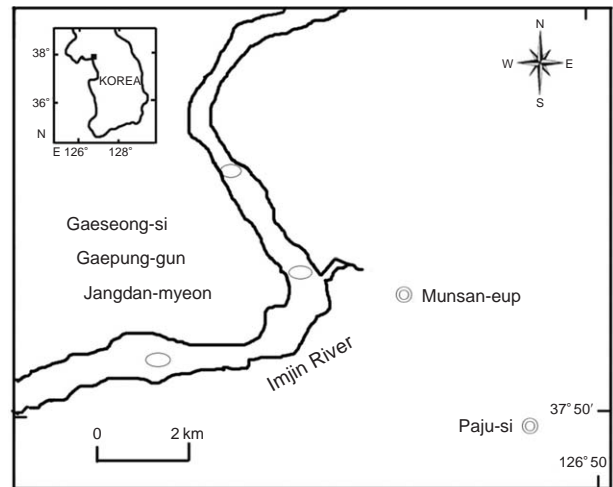 N
W E
S
38°
KOREA
36°
N
E 126° 128°
Gaeseong-si
Gaepung-gun
Jangdan-myeon
Munsan-eup
Imjin River
37° 50′
Paju-si
126° 50
0 2 km